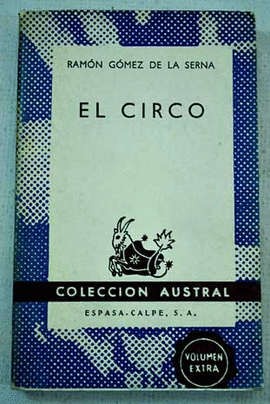 RAMÓN GÓMEZ DE LA SERNA
EL CIRCO
COLECCION AUSTRAL
ESPASA-CALPE, S. A.
VOLUMEN
EXTRA